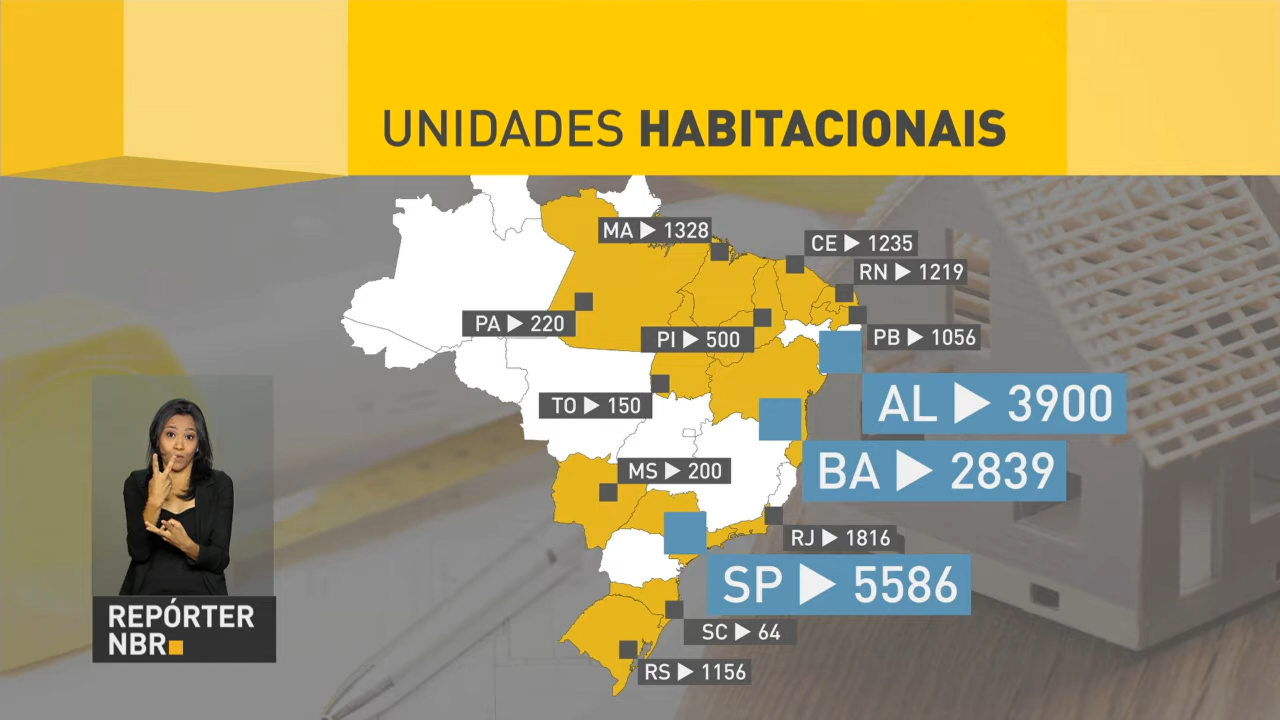 UNIDADES HABITACIONAIS
MA ▶ 1328
CE ▶ 1235
RN ▶ 1219
PA ▶ 220
PI ▶ 500
PB ▶ 1056
AL ▶ 3900
TO ▶ 150
BA ▶ 2839
MS ▶ 200
RJ ▶ 1816
SP ▶ 5586
SC ▶ 64
RS ▶ 1156
REPÓRTER
NBR